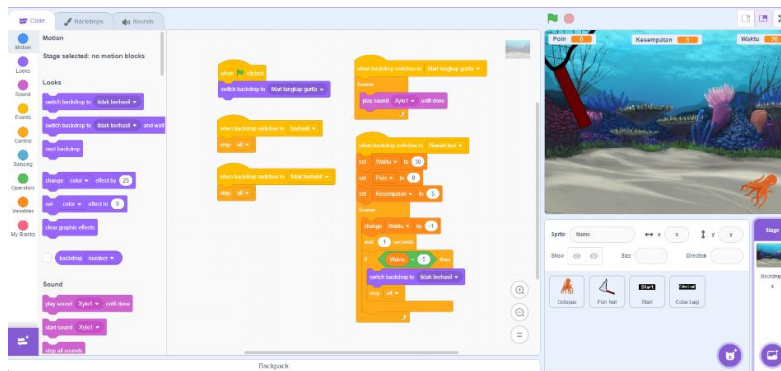 Code
Backdrops
Sounds
Motion
Looks
Sound
Events
Control
Sensing
Operators
Variables
My Blocks
Motion
Stage selected: no motion blocks
Looks
switch backdrop to tidak berhasil
switch backdrop to tidak berhasil and wait
next backdrop
change color effect by 25
set color effect to 0
clear graphic effects
backdrop number
Sound
play sound Xylo1 until done
start sound Xylo1
stop all sounds
when clicked
switch backdrop to Mari tangkap gurita
when backdrop switches to berhasil
stop all
when backdrop switches to tidak berhasil
stop all
when backdrop switches to Mari tangkap gurita
forever
play sound Xylo1 until done
when backdrop switches to
set Waktu to 30
set Poin to 0
set Kesempatan to 5
forever
change Waktu by -1
wait 1 seconds
if Waktu = 0 then
switch backdrop to tidak berhasil
stop all
Backpack
Poin 0
Kesempatan 5
Waktu 26
Sprite Name
x x
y y
Show
Size
Direction
Octopus
Fish Net
Start
Start
Coba Lagi
Stage
Backdrops
4